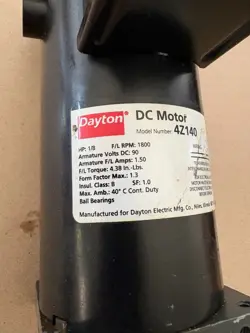 Dayton
DC Motor
Model Number 4Z140
HP: 1/8 F/L RPM: 1800
Armature Volts DC: 90
Armature F/L Amps: 1.50
F/L Torque: 4.38 In.-Lbs.
Form Factor Max.: 1.3
Insul. Class: B SF: 1.0
Max. Amb.: 40° C Cont. Duty
Ball Bearings
Manufactured for Dayton Electric Mfg. Co., Niles,